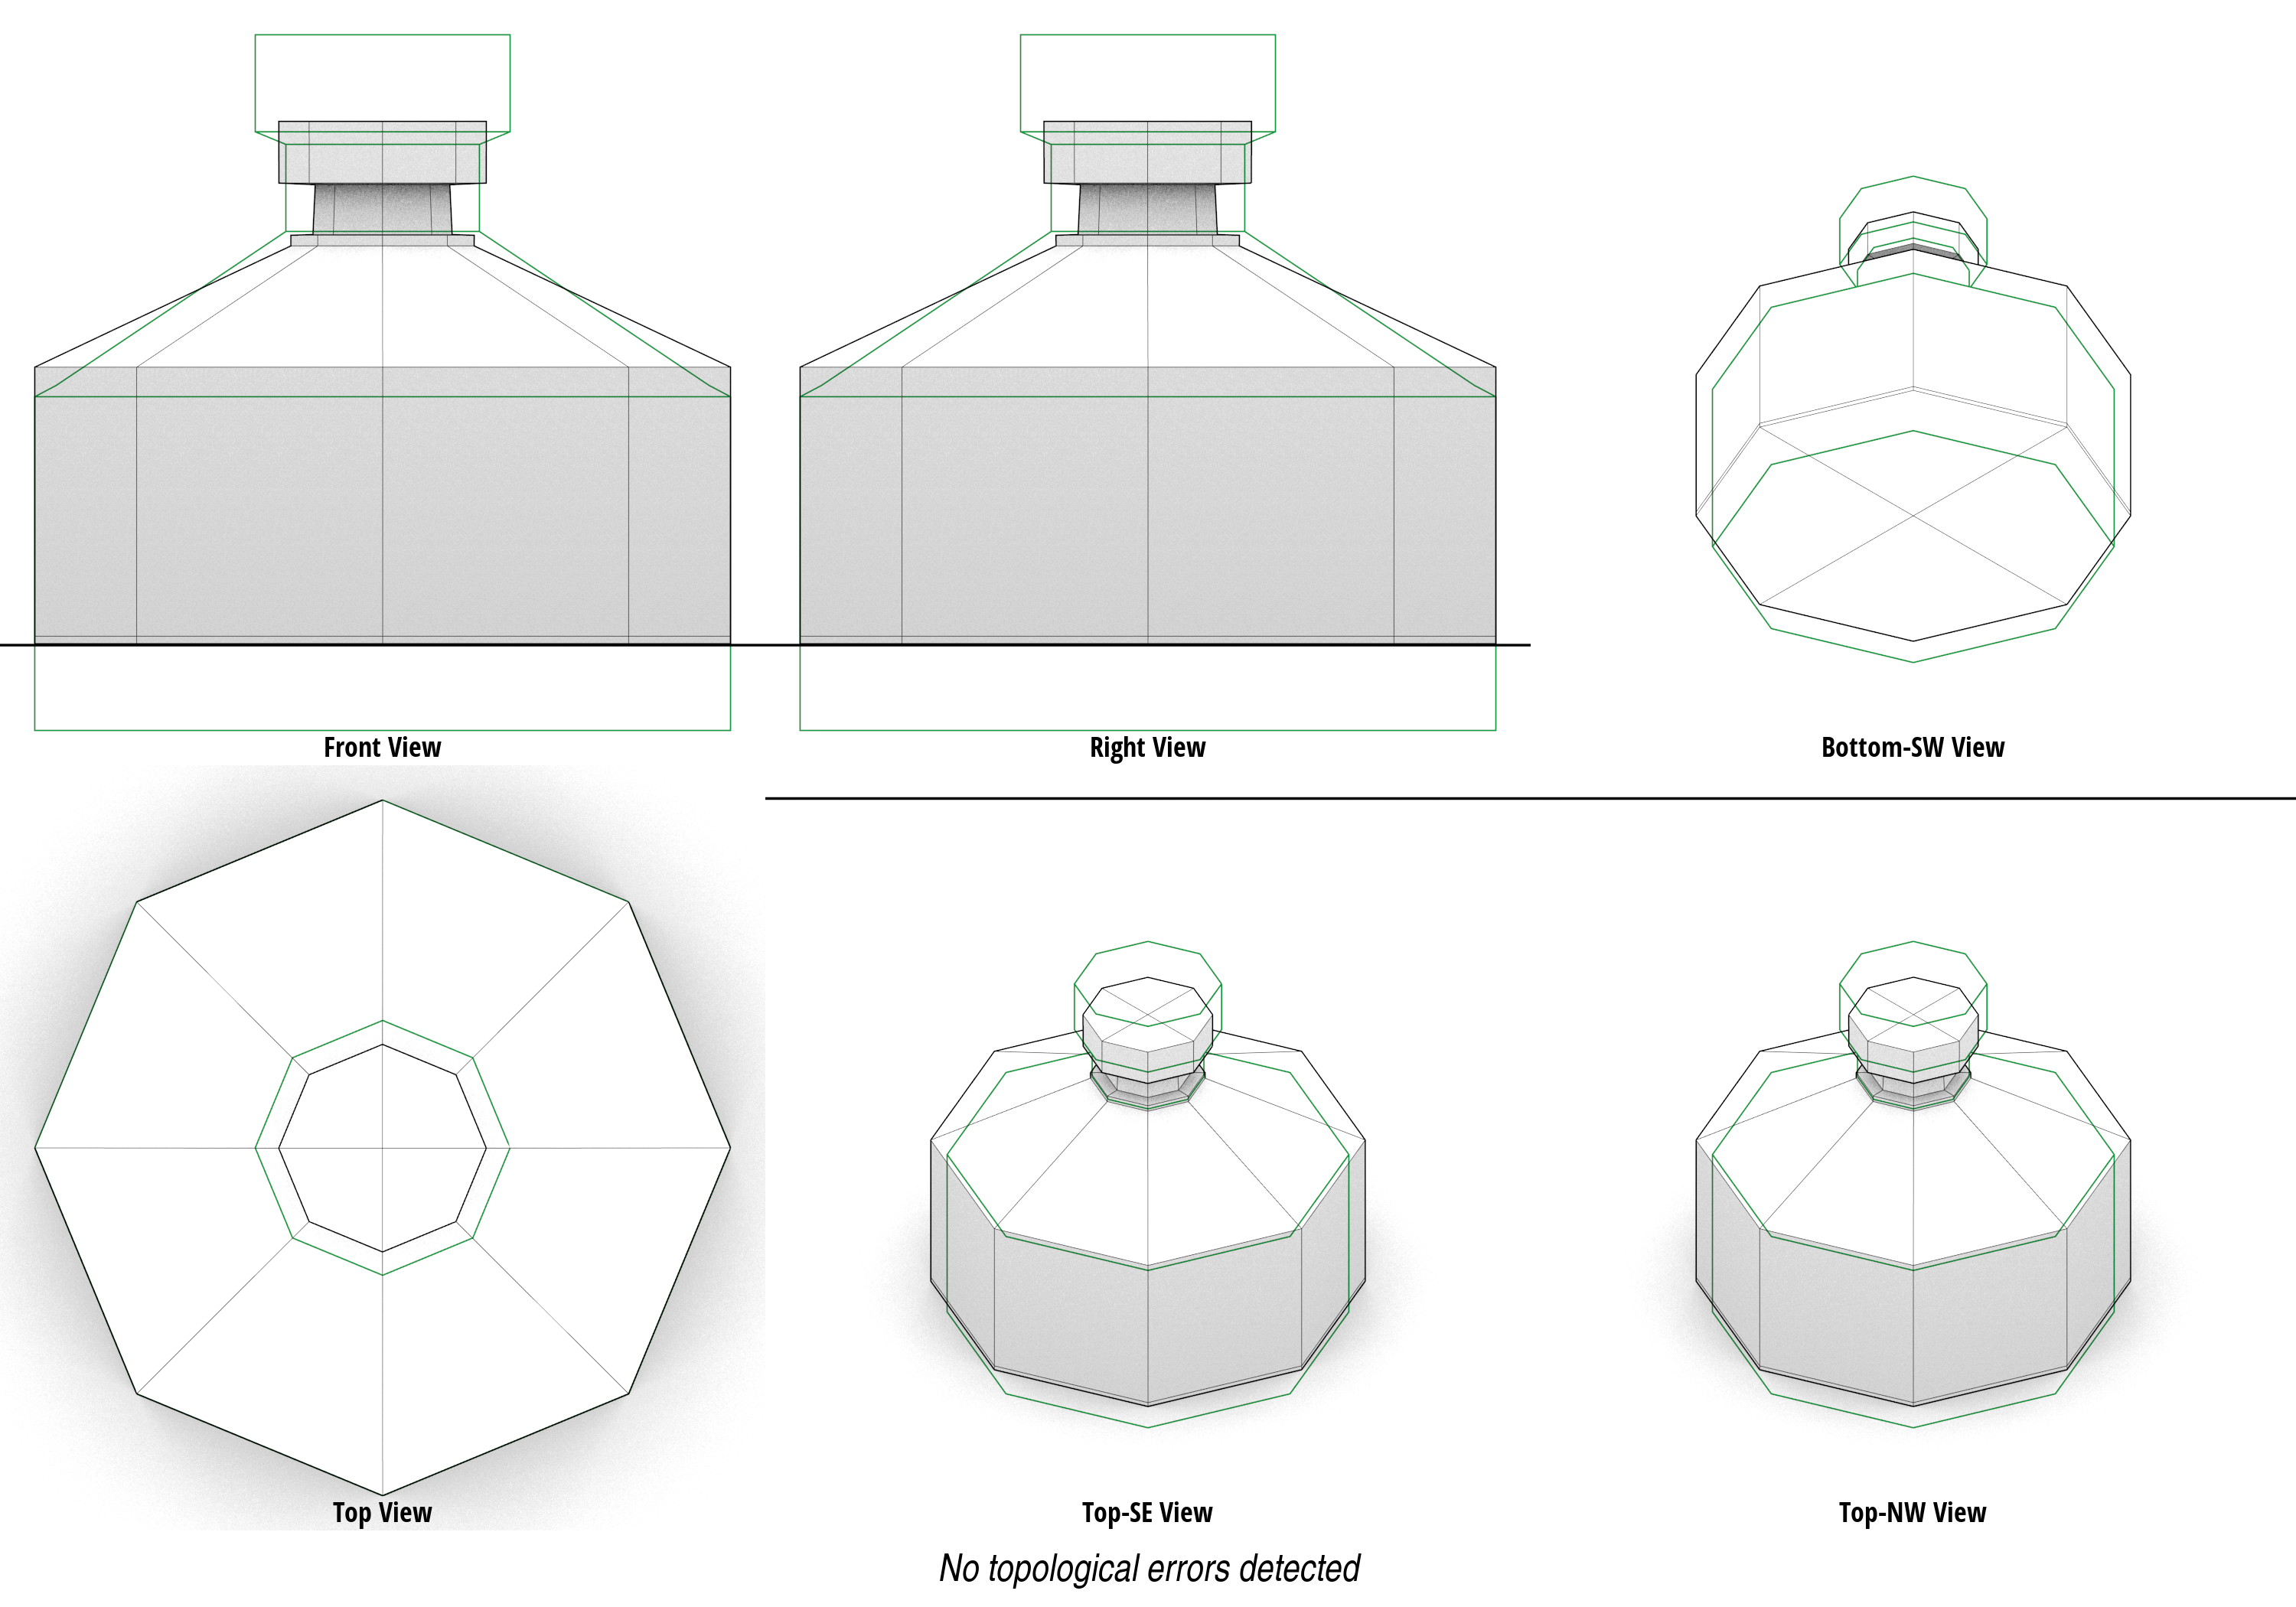 Front View
Right View
Bottom-SW View
Top View
Top-SE View
Top-NW View
No topological errors detected